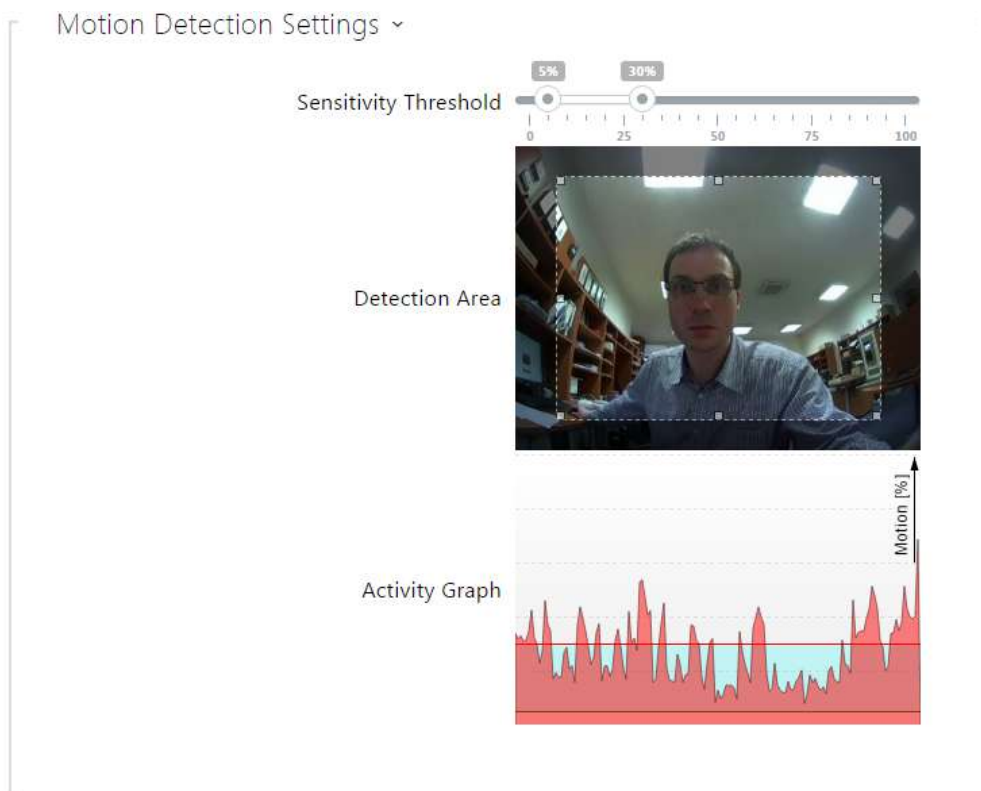 Motion Detection Settings
5% 30%
Sensitivity Threshold
0 25 50 75 100
Detection Area
Motion [%]
Activity Graph